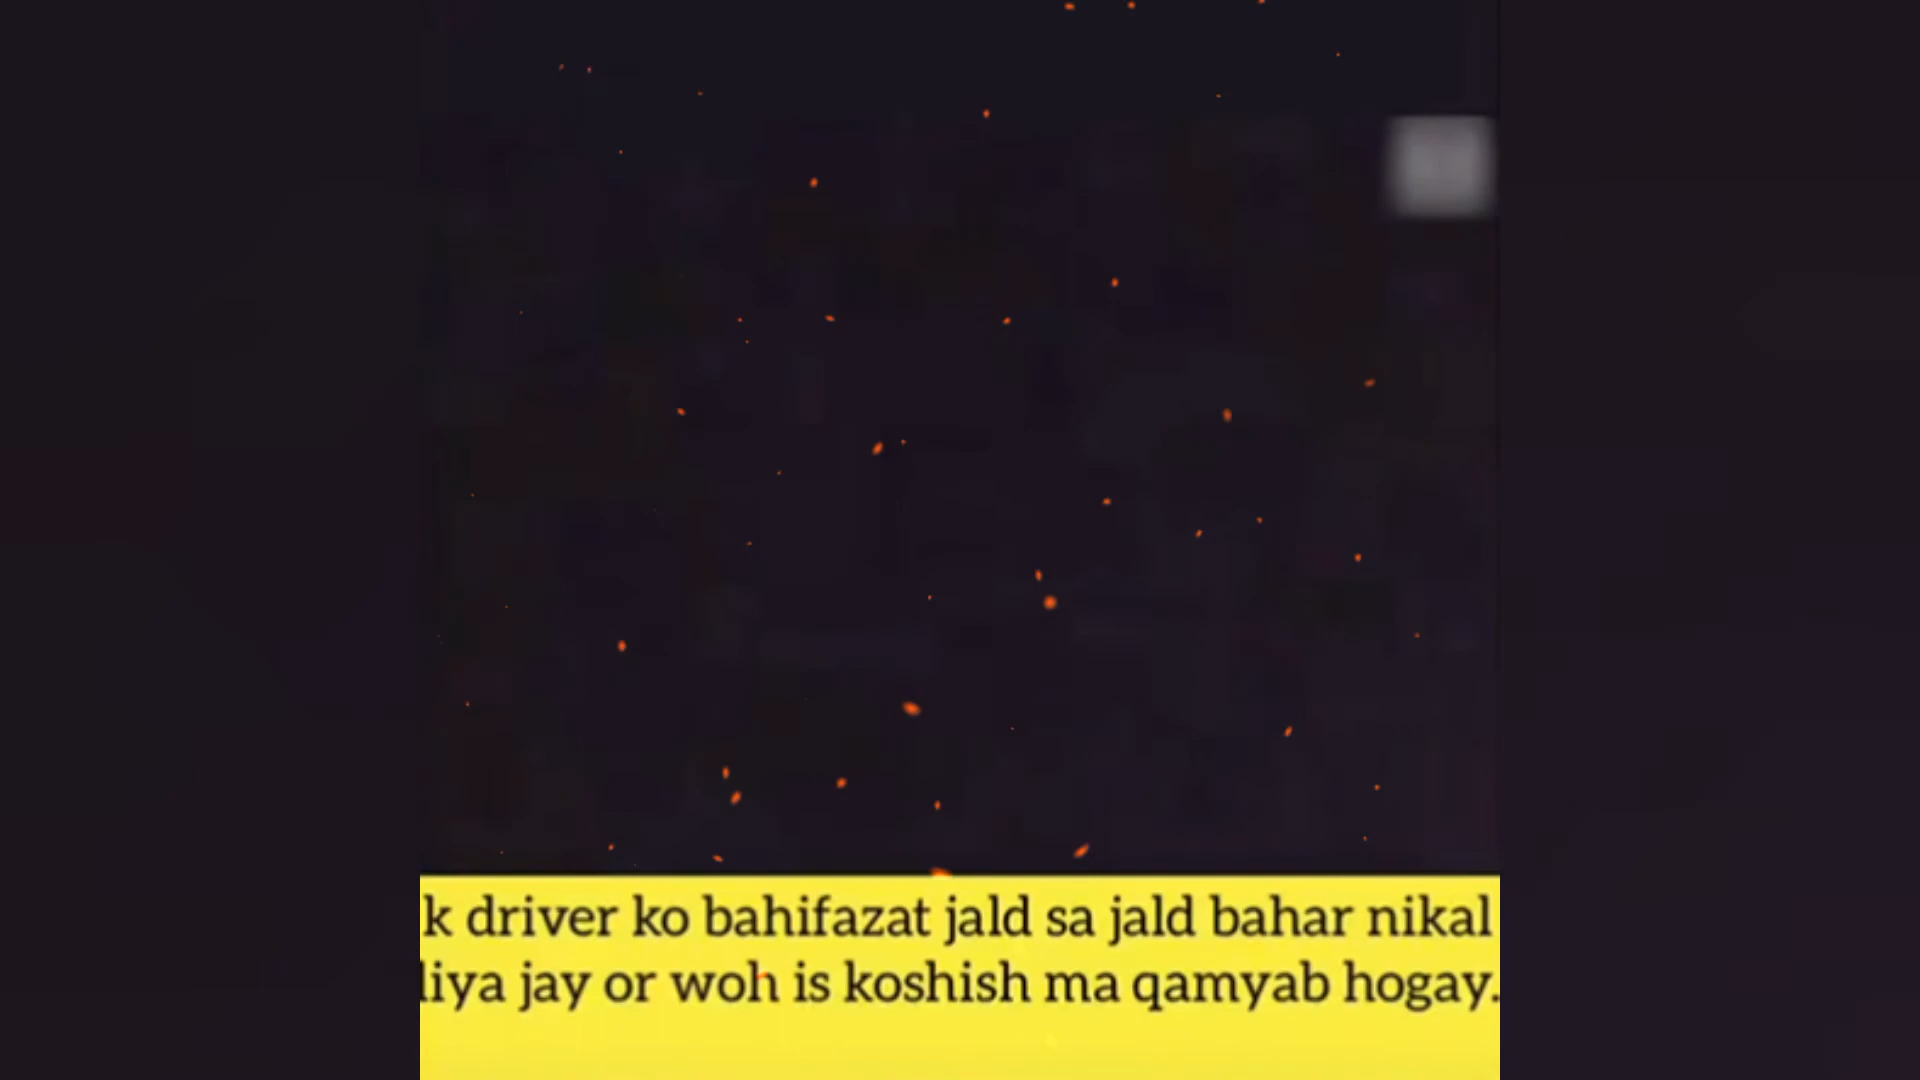 k driver ko bahifazat jald sa jald bahar nikal
liya jay or woh is koshish ma qamyab hogay.